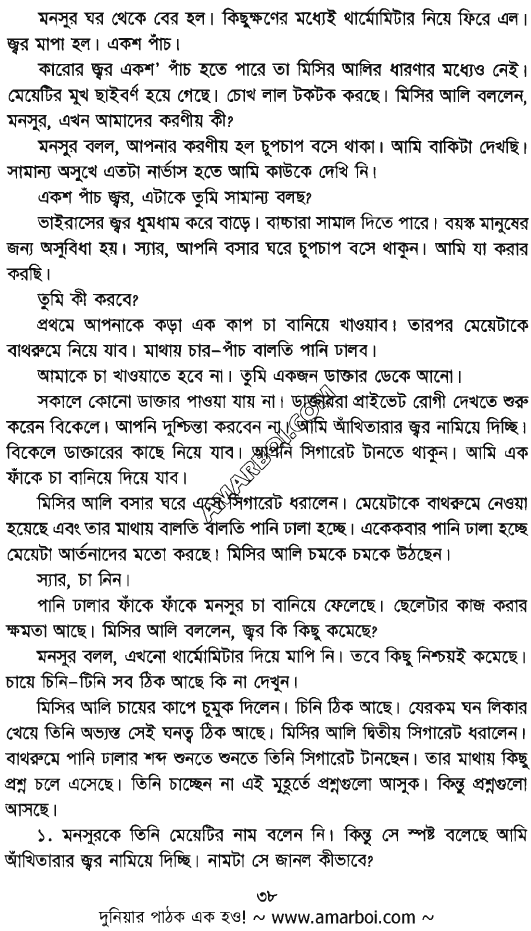 মনসুর ঘর থেকে বের হল। কিছুক্ষণের মধ্যেই থার্মোমিটার নিয়ে ফিরে এল।
জ্বর মাপা হল। একশ পাঁচ।
কারোর জ্বর একশ' পাঁচ হতে পারে তা মিসির আলির ধারণার মধ্যেও নেই।
মেয়েটির মুখ ছাইবর্ণ হয়ে গেছে। চোখ লাল টকটক করছে। মিসির আলি বললেন,
মনসুর, এখন আমাদের করণীয় কী?
মনসুর বলল, আপনার করণীয় হল চুপচাপ বসে থাকা। আমি বাকিটা দেখছি।
সামান্য অসুখে এতটা নার্ভাস হতে আমি কাউকে দেখি নি।
একশ পাঁচ জ্বর, এটাকে তুমি সামান্য বলছ?
ভাইরাসের জ্বর ধুমধাম করে বাড়ে। বাচ্চারা সামাল দিতে পারে। বয়স্ক মানুষের
জন্য অসুবিধা হয়। স্যার, আপনি বসার ঘরে চুপচাপ বসে থাকুন। আমি যা করার
করছি।
তুমি কী করবে?
প্রথমে আপনাকে কড়া এক কাপ চা বানিয়ে খাওয়াব। তারপর মেয়েটাকে
বাথরুমে নিয়ে যাব। মাথায় চার–পাঁচ বালতি পানি ঢালব।
আমাকে চা খাওয়াতে হবে না। তুমি একজন ডাক্তার ডেকে আনো।
সকালে কোনো ডাক্তার পাওয়া যায় না। ডাক্তাররা প্রাইভেট রোগী দেখতে শুরু
করেন বিকেলে। আপনি দুশ্চিন্তা করবেন না। আমি আঁখিতারার জ্বর নামিয়ে দিচ্ছি।
বিকেলে ডাক্তারের কাছে নিয়ে যাব। আপনি সিগারেট টানতে থাকুন। আমি এক
ফাঁকে চা বানিয়ে দিয়ে যাব।
মিসির আলি বসার ঘরে এসে সিগারেট ধরালেন। মেয়েটাকে বাথরুমে নেওয়া
হয়েছে এবং তার মাথায় বালতি বালতি পানি ঢালা হচ্ছে। একেকবার পানি ঢালা হচ্ছে
মেয়েটা আর্তনাদের মতো করছে। মিসির আলি চমকে চমকে উঠছেন।
স্যার, চা নিন।
পানি ঢালার ফাঁকে ফাঁকে মনসুর চা বানিয়ে ফেলেছে। ছেলেটার কাজ করার
ক্ষমতা আছে। মিসির আলি বললেন, জ্বর কি কিছু কমেছে?
মনসুর বলল, এখনো থার্মোমিটার দিয়ে মাপি নি। তবে কিছু নিশ্চয়ই কমেছে।
চায়ে চিনি–টিনি সব ঠিক আছে কি না দেখুন।
মিসির আলি চায়ের কাপে চুমুক দিলেন। চিনি ঠিক আছে। যেরকম ঘন লিকার
খেয়ে তিনি অভ্যস্ত সেই ঘনত্ব ঠিক আছে। মিসির আলি দ্বিতীয় সিগারেট ধরালেন।
বাথরুমে পানি ঢালার শব্দ শুনতে শুনতে তিনি সিগারেট টানছেন। তার মাথায় কিছু
প্রশ্ন চলে এসেছে। তিনি চাচ্ছেন না এই মুহূর্তে প্রশ্নগুলো আসুক। কিন্তু প্রশ্নগুলো
আসছে।
১. মনসুরকে তিনি মেয়েটির নাম বলেন নি। কিন্তু সে স্পষ্ট বলেছে আমি
আঁখিতারার জ্বর নামিয়ে দিচ্ছি। নামটা সে জানল কীভাবে?
৩৮
দুনিয়ার পাঠক এক হও! ~ www.amarboi.com ~
AMARBOI.COM